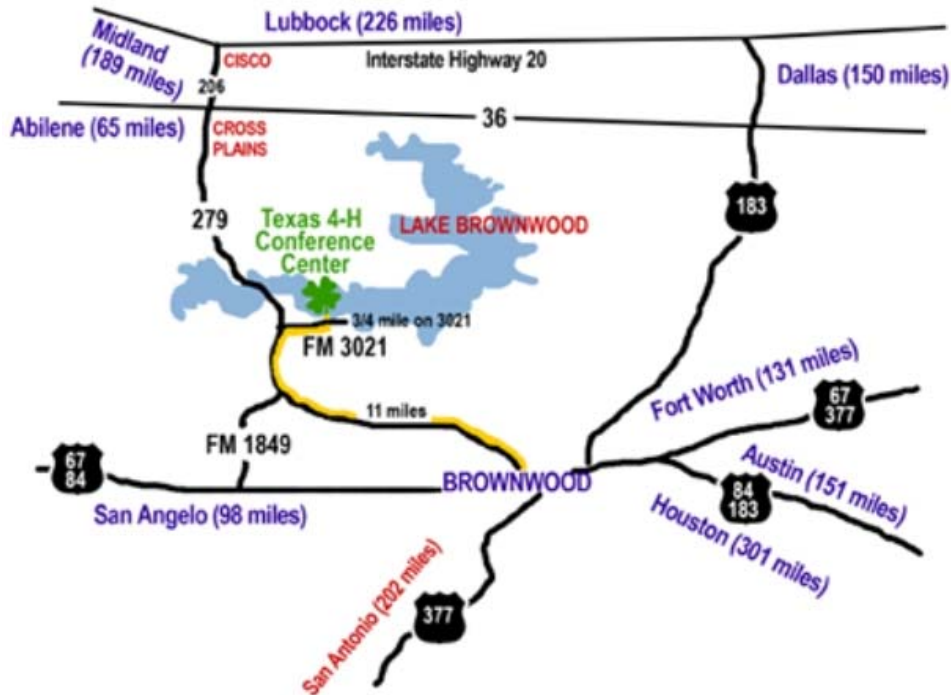 Lubbock (226 miles)
Midland
(189 miles)
CISCO
Interstate Highway 20
Dallas (150 miles)
206
Abilene (65 miles)
CROSS
PLAINS
36
183
279
Texas 4-H
Conference
Center
LAKE BROWNWOOD
3/4 mile on 3021
FM 3021
Fort Worth (131 miles)
67
377
11 miles
FM 1849
67
84
BROWNWOOD
Austin (151 miles)
84
183
Houston (301 miles)
San Angelo (98 miles)
San Antonio (202 miles)
377